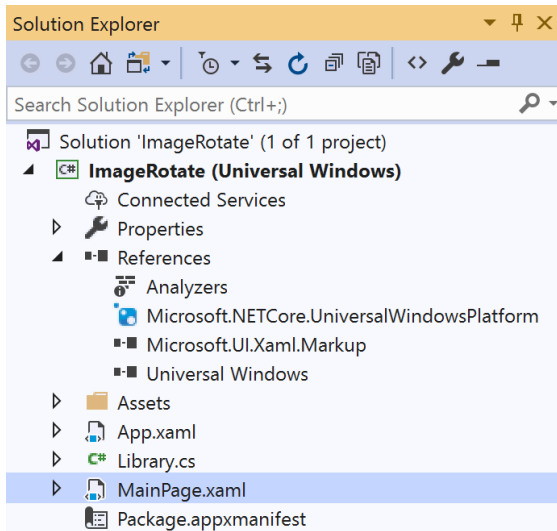 Solution Explorer
Search Solution Explorer (Ctrl+;)
Solution 'ImageRotate' (1 of 1 project)
C# ImageRotate (Universal Windows)
Connected Services
Properties
References
Analyzers
Microsoft.NETCore.UniversalWindowsPlatform
Microsoft.UI.Xaml.Markup
Universal Windows
Assets
App.xaml
C# Library.cs
MainPage.xaml
Package.appxmanifest